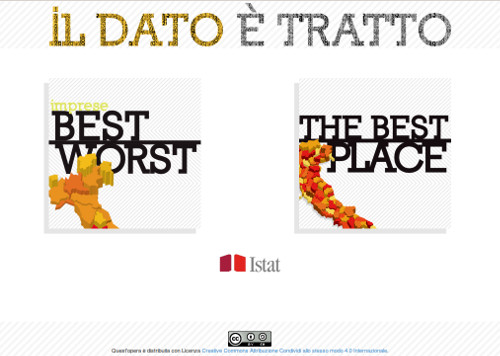 IL DATO È TRATTO
imprese
BEST
WORST
THE BEST
PLACE
Istat
Quest'opera è distribuita con Licenza Creative Commons Attribuzione Condividi allo stesso modo 4.0 Internazionale.